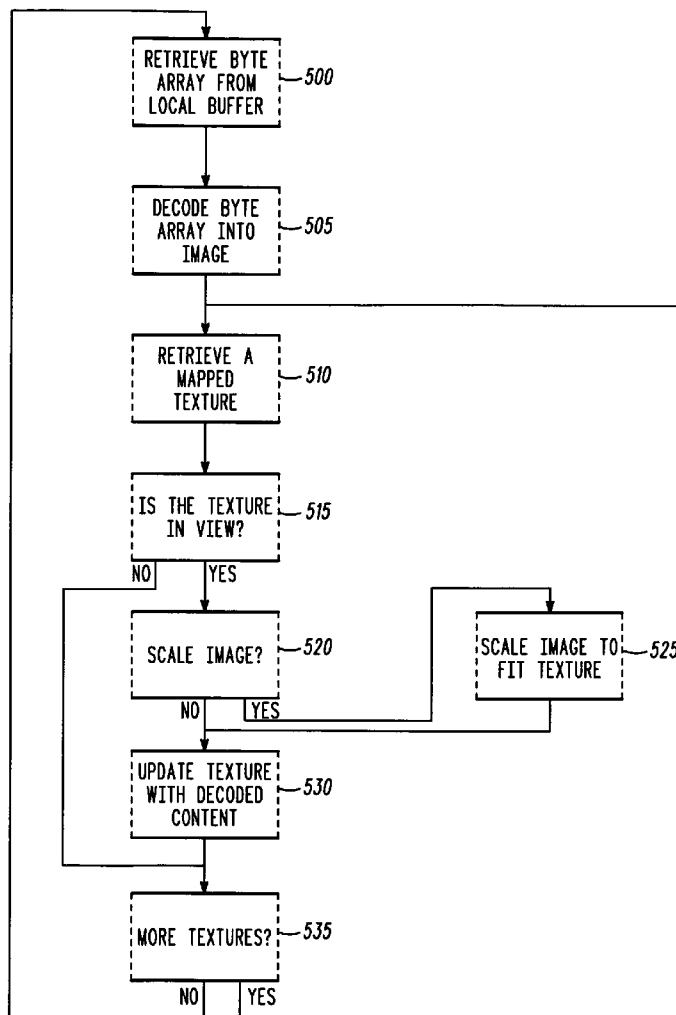 RETRIEVE BYTE
ARRAY FROM
LOCAL BUFFER
500
DECODE BYTE
ARRAY INTO
IMAGE
505
RETRIEVE A
MAPPED
TEXTURE
510
IS THE TEXTURE
IN VIEW?
515
NO YES
SCALE IMAGE?
520
SCALE IMAGE TO
FIT TEXTURE
525
NO YES
UPDATE TEXTURE
WITH DECODED
CONTENT
530
MORE TEXTURES?
535
NO YES